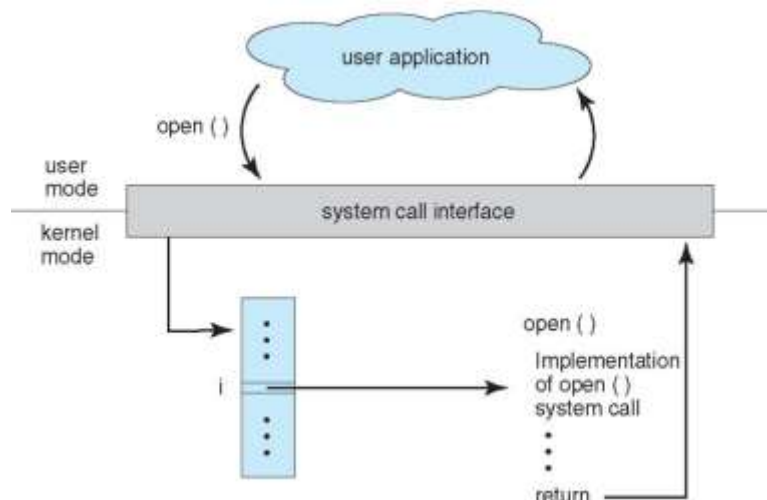 user application
open ( )
user
mode
system call interface
kernel
mode
open ( )
i
Implementation
of open ( )
system call
return